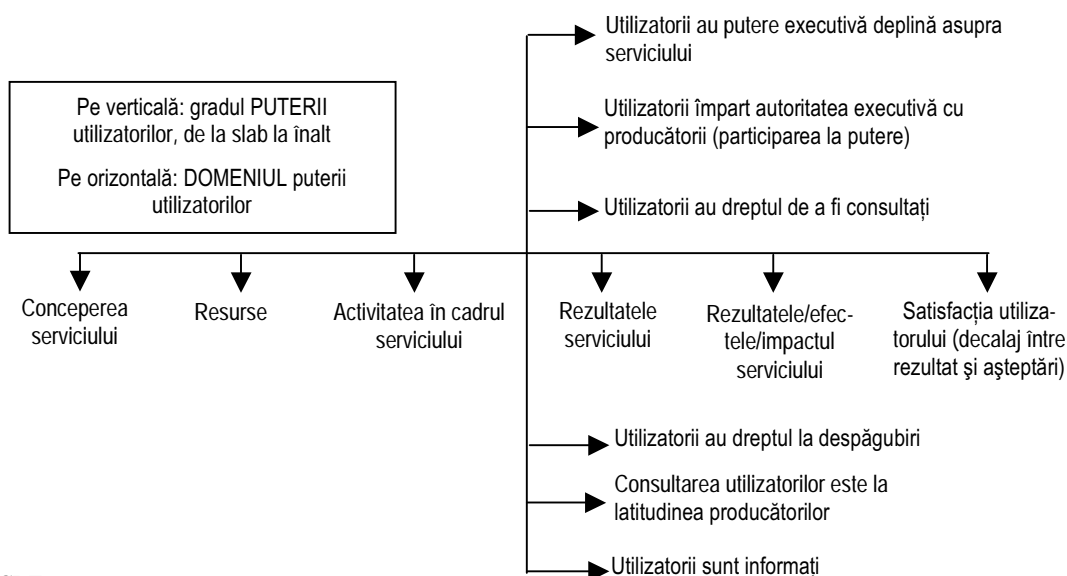 Utilizatorii au putere executivă deplină asupra
serviciului
Pe verticală: gradul PUTERII
utilizatorilor, de la slab la înalt
Pe orizontală: DOMENIUL puterii
utilizatorilor
Utilizatorii împart autoritatea executivă cu
producătorii (participarea la putere)
Utilizatorii au dreptul de a fi consultați
Conceperea
serviciului
Resurse
Activitatea în cadrul
serviciului
Rezultatele
serviciului
Rezultatele/efec-
tele/impactul
serviciului
Satisfacția utiliza-
torului (decalaj între
rezultat şi aşteptări)
Utilizatorii au dreptul la despăgubiri
Consultarea utilizatorilor este la
latitudinea producătorilor
Utilizatorii sunt informați